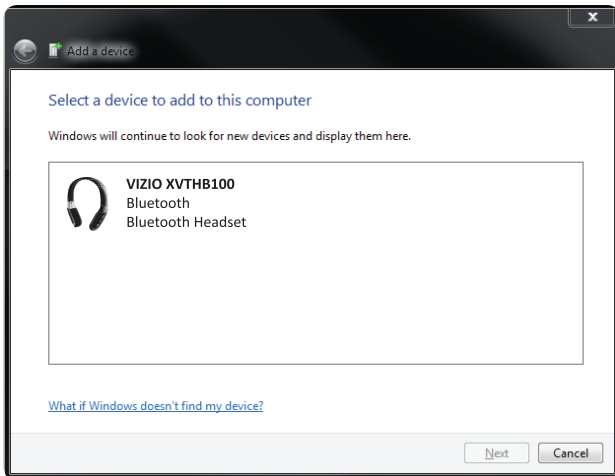 Add a device
Select a device to add to this computer
Windows will continue to look for new devices and display them here.
VIZIO XVTHB100
Bluetooth
Bluetooth Headset
What if Windows doesn't find my device?
Next
Cancel